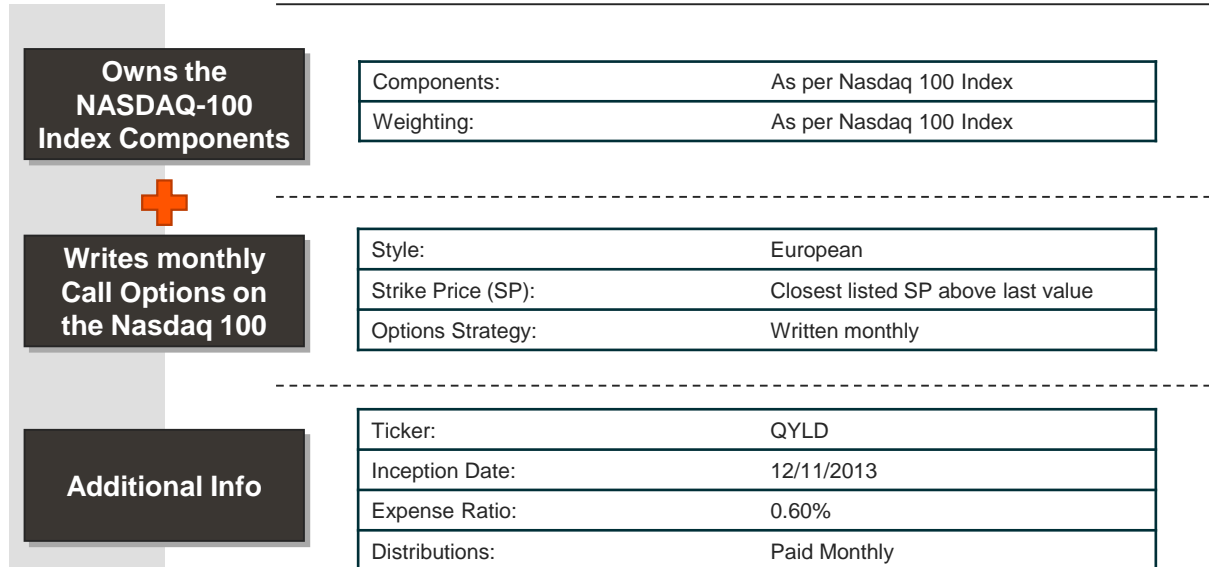 Owns the
NASDAQ-100
Index Components
Components: As per Nasdaq 100 Index
Weighting: As per Nasdaq 100 Index
Writes monthly
Call Options on
the Nasdaq 100
Style: European
Strike Price (SP): Closest listed SP above last value
Options Strategy: Written monthly
Additional Info
Ticker: QYLD
Inception Date: 12/11/2013
Expense Ratio: 0.60%
Distributions: Paid Monthly